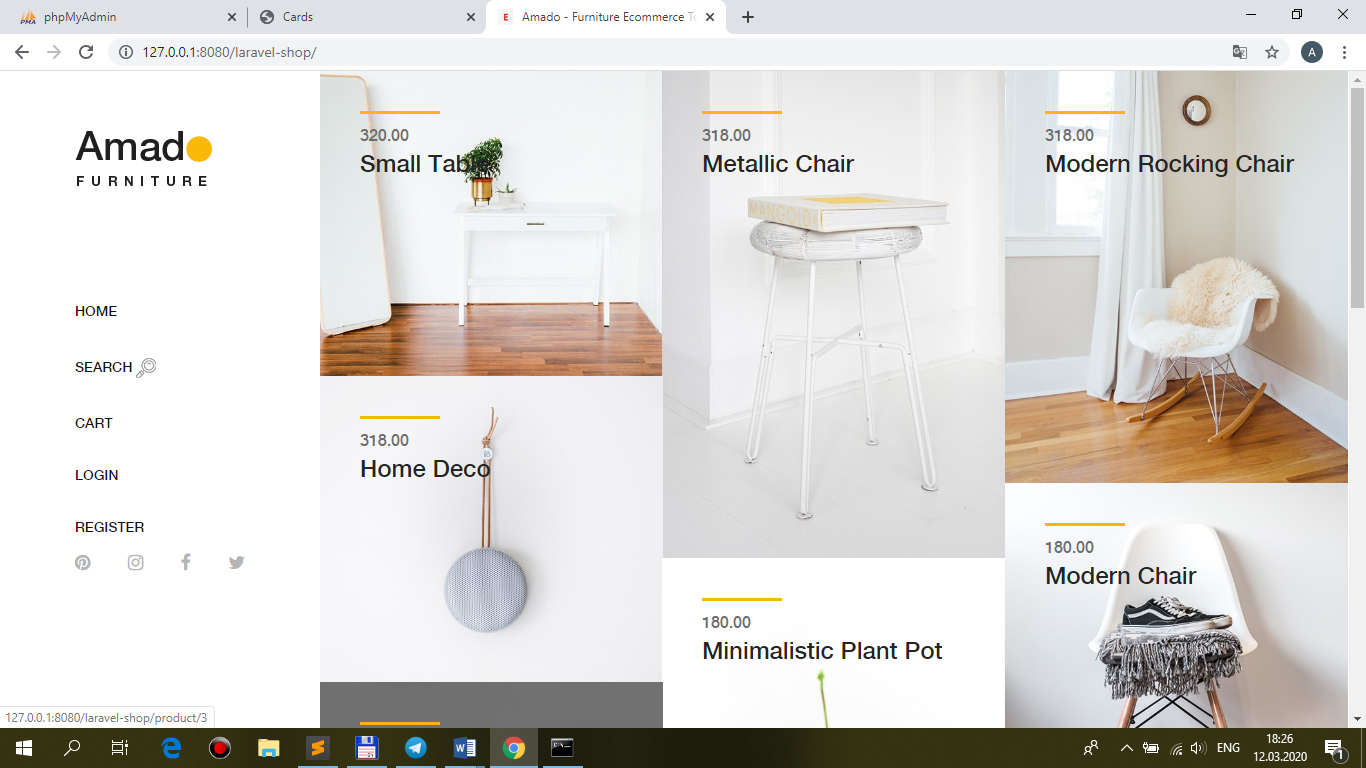 phpMyAdmin
Cards
Amado - Furniture Ecommerce Te
127.0.0.1:8080/laravel-shop/
A
Amado
FURNITURE
HOME
SEARCH
CART
LOGIN
REGISTER
320.00
Small Table
318.00
Home Deco
318.00
Metallic Chair
180.00
Minimalistic Plant Pot
318.00
Modern Rocking Chair
180.00
Modern Chair
127.0.0.1:8080/laravel-shop/product/3
ENG
18:26
12.03.2020
1